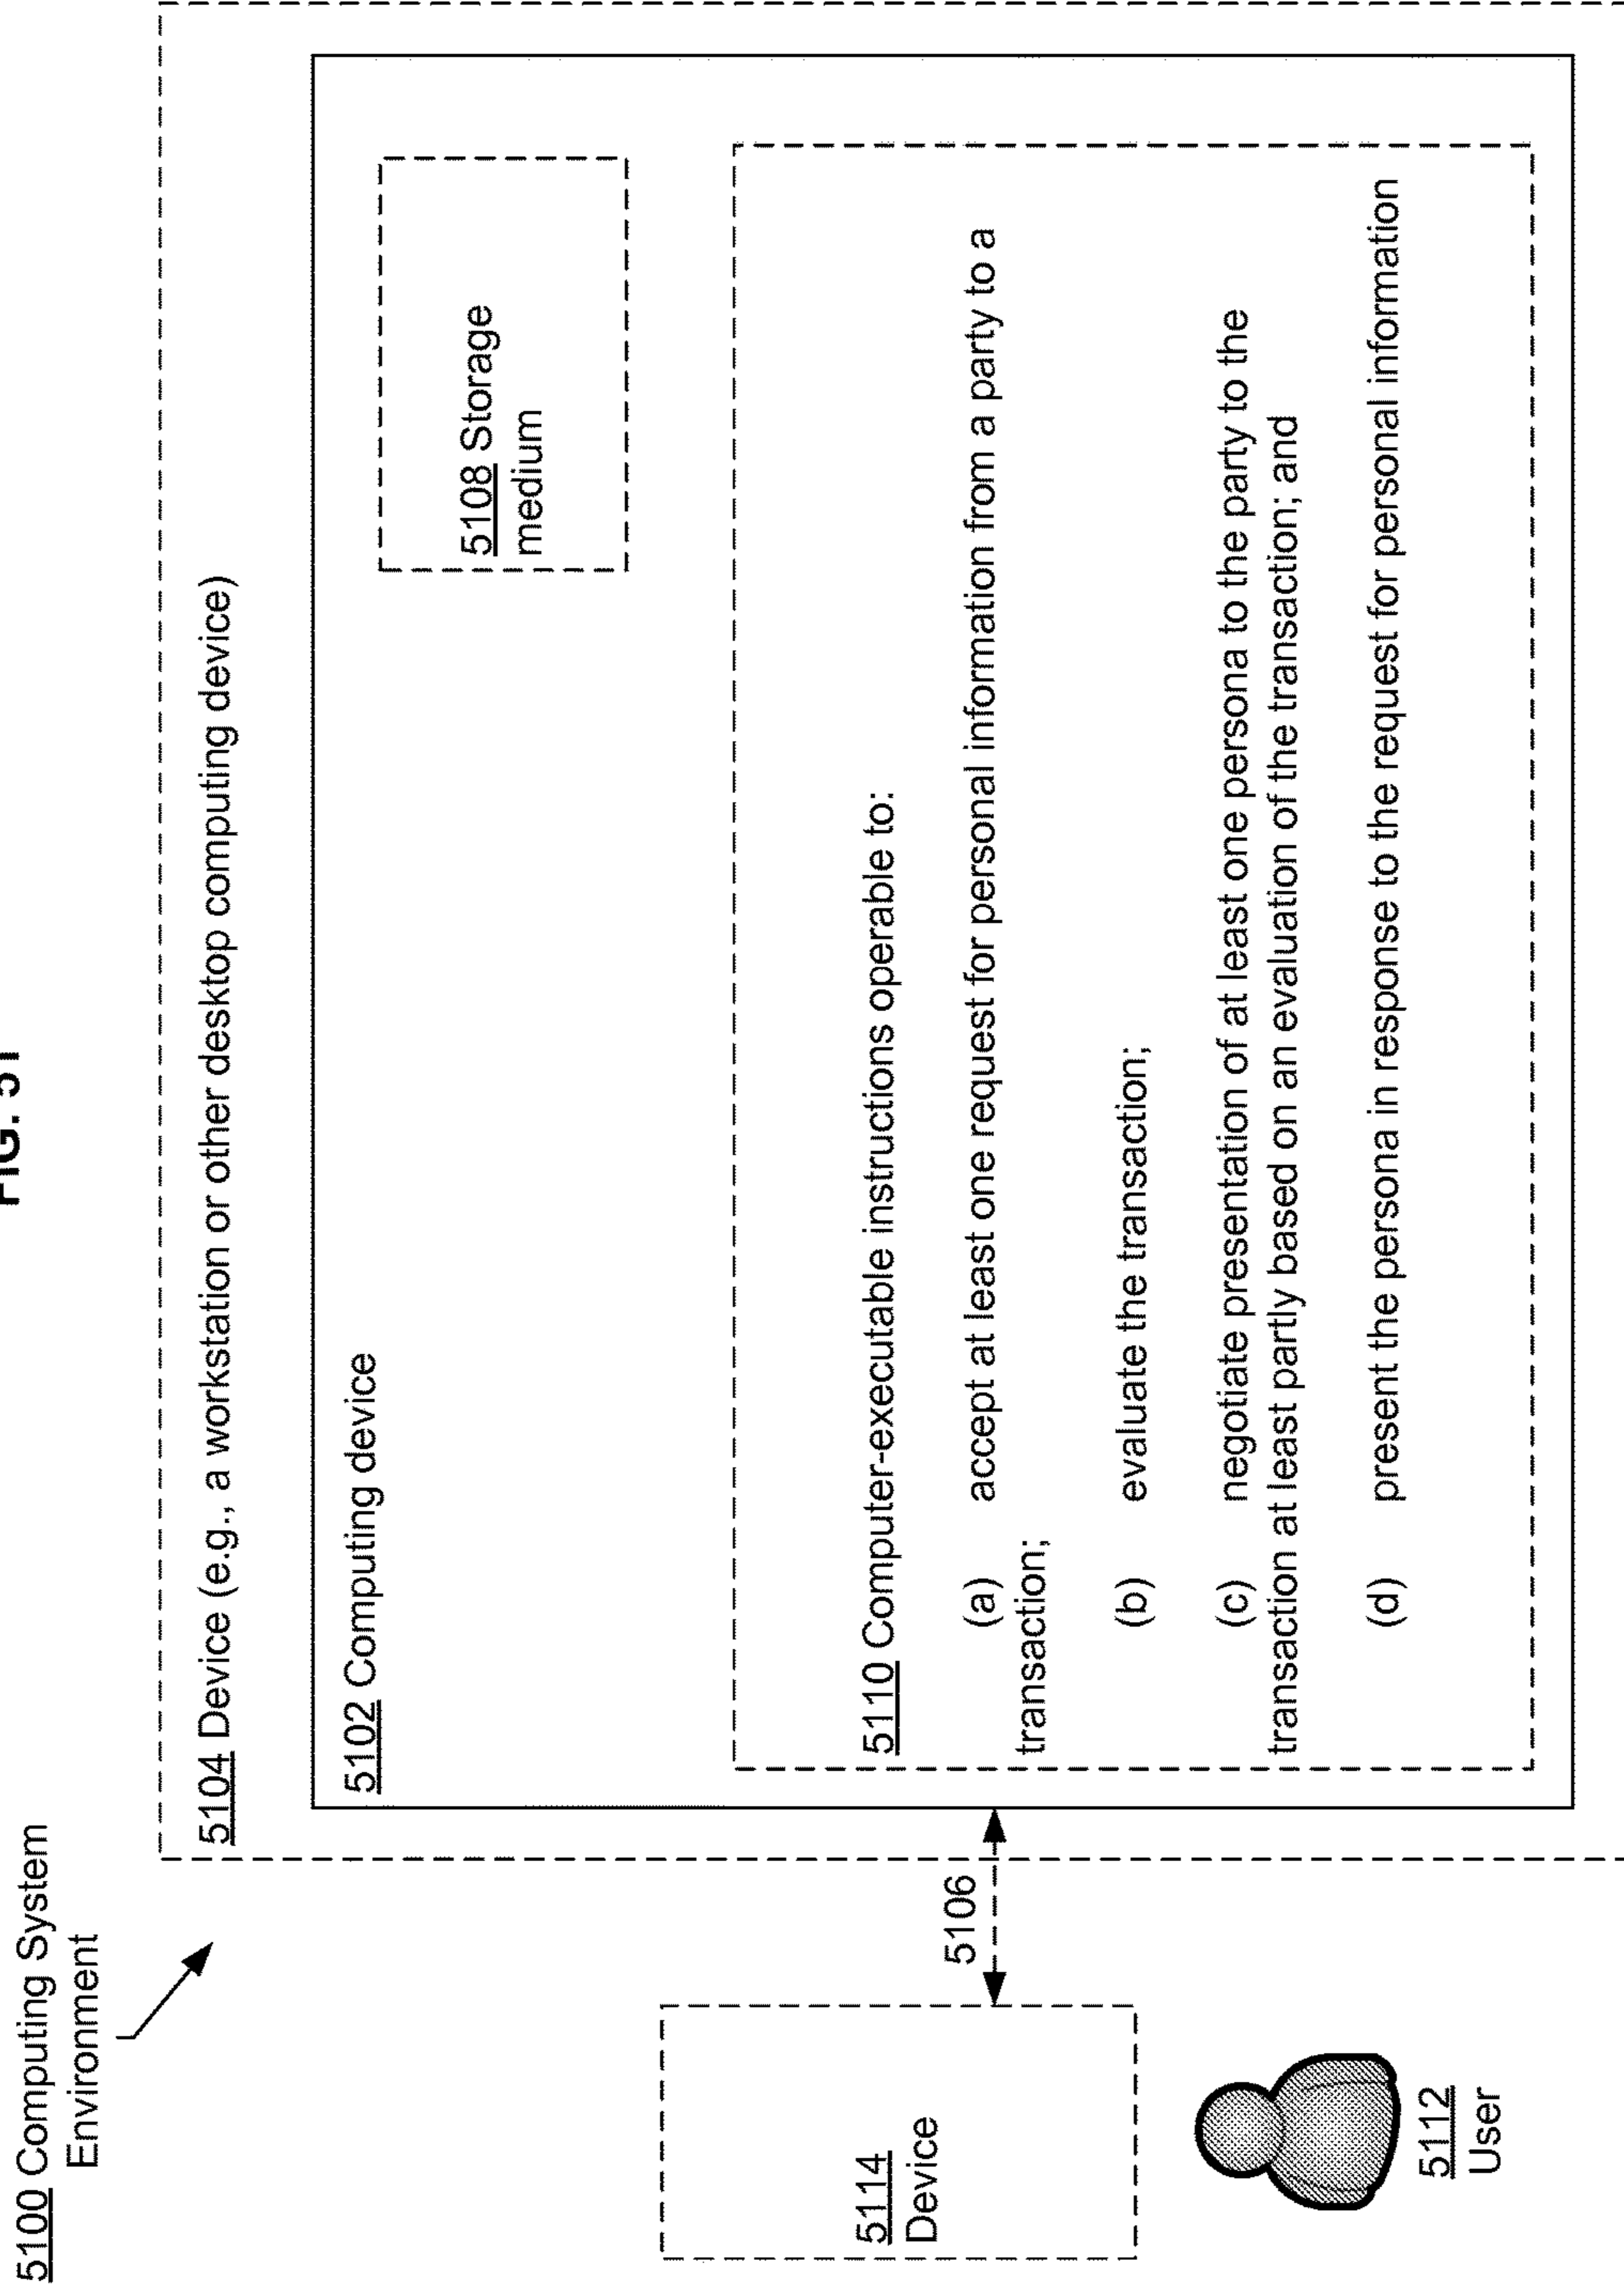 FIG. 51
5100 Computing System
Environment
5104 Device (e.g., a workstation or other desktop computing device)
5102 Computing device
5108 Storage
medium
5110 Computer-executable instructions operable to:
(a) accept at least one request for personal information from a party to a
transaction;
(b) evaluate the transaction;
(c) negotiate presentation of at least one persona to the party to the
transaction at least partly based on an evaluation of the transaction; and
(d) present the persona in response to the request for personal information
5106
5114
Device
5112
User